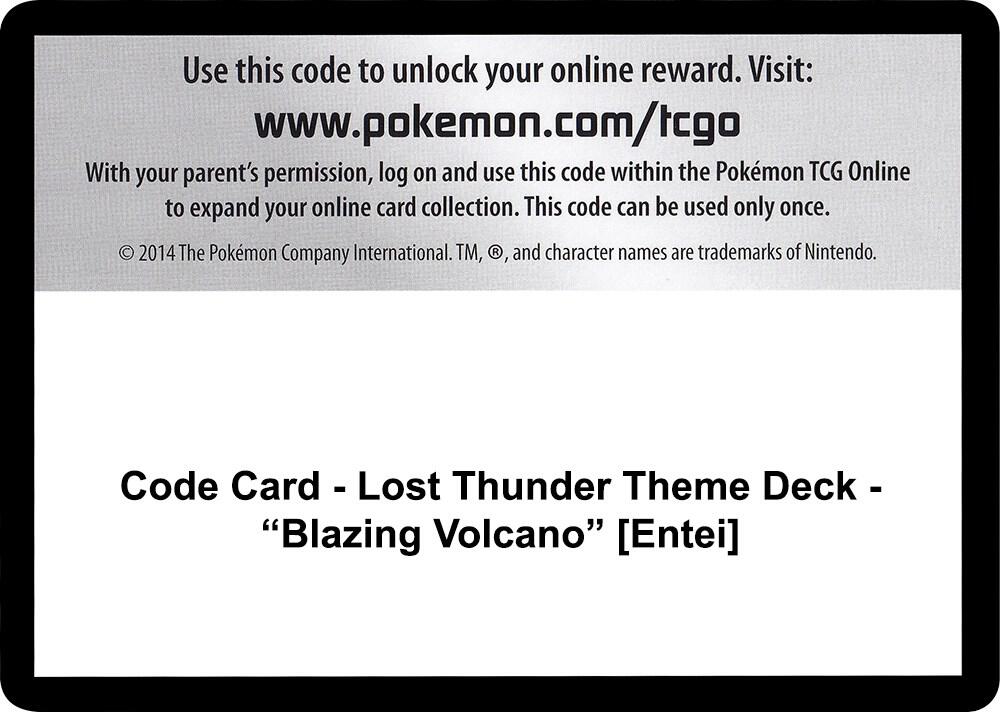 Use this code to unlock your online reward. Visit:
www.pokemon.com/tcgo
With your parent's permission, log on and use this code within the Pokémon TCG Online
to expand your online card collection. This code can be used only once.
© 2014 The Pokémon Company International. TM, ®, and character names are trademarks of Nintendo.
Code Card - Lost Thunder Theme Deck -
“Blazing Volcano” [Entei]